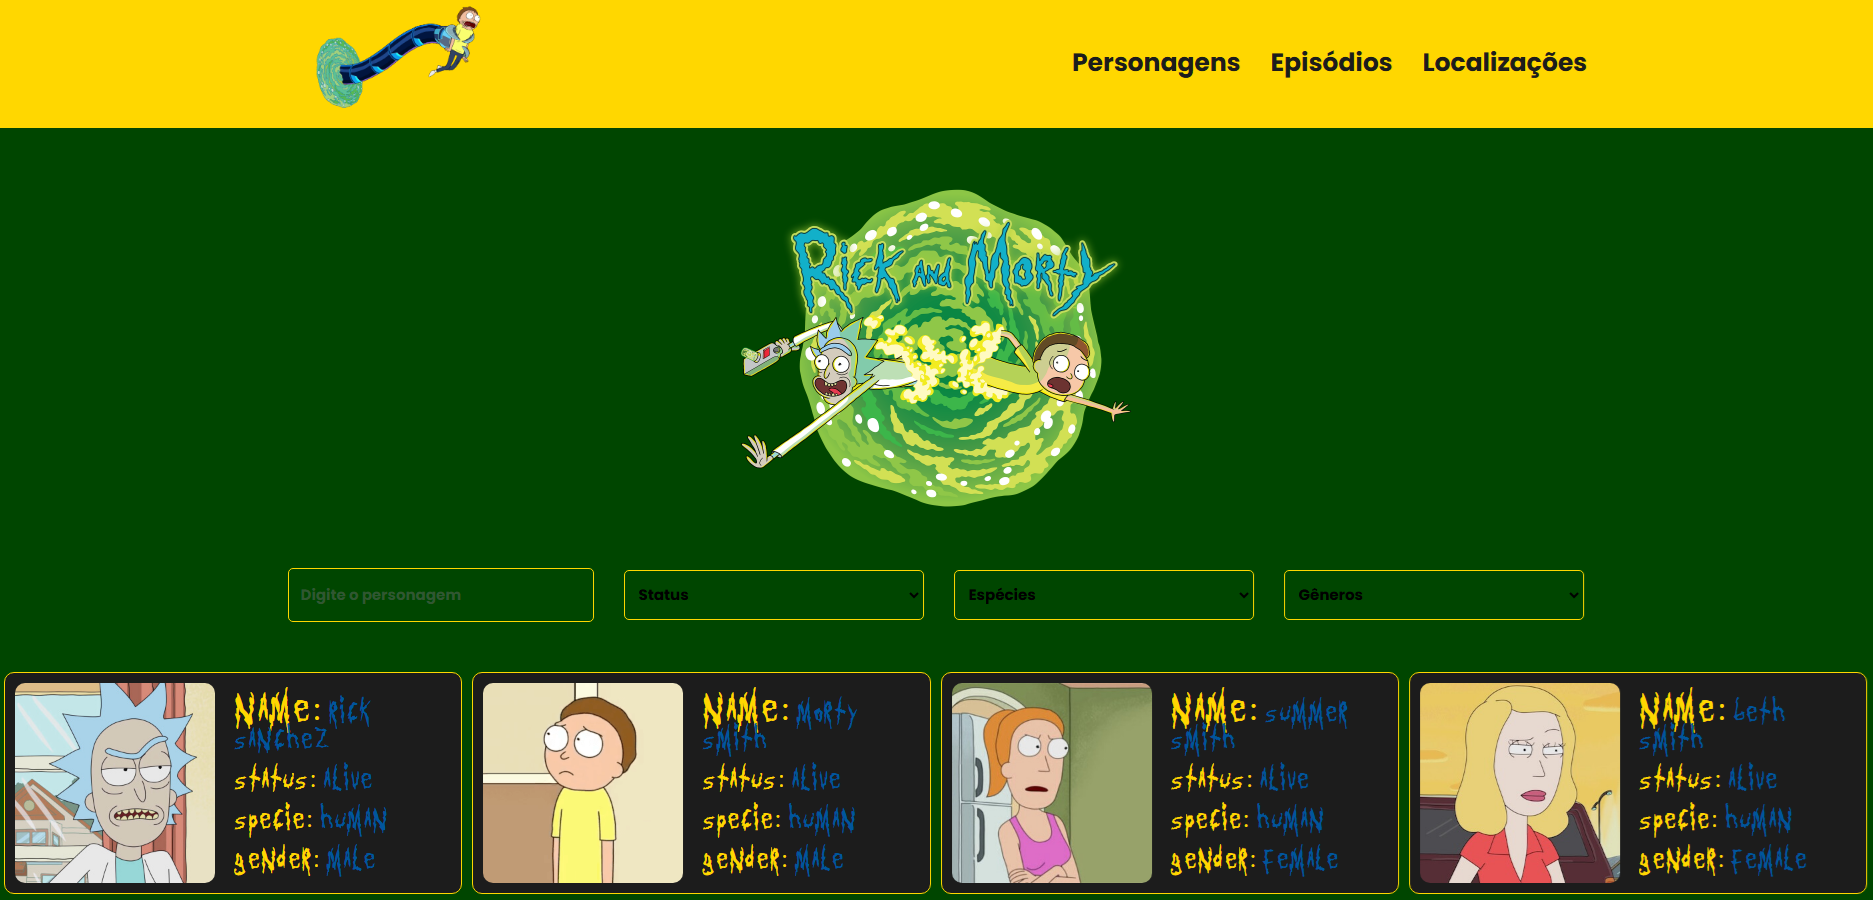 Personagens Episódios Localizações
Rick and Morty
Digite o personagem Status Espécies Gêneros
Name: Rick
Sanchez
Status: Alive
Specie: Human
Gender: Male
Name: Morty
Smith
Status: Alive
Specie: Human
Gender: Male
Name: Summer
Smith
Status: Alive
Specie: Human
Gender: Female
Name: Beth
Smith
Status: Alive
Specie: Human
Gender: Female